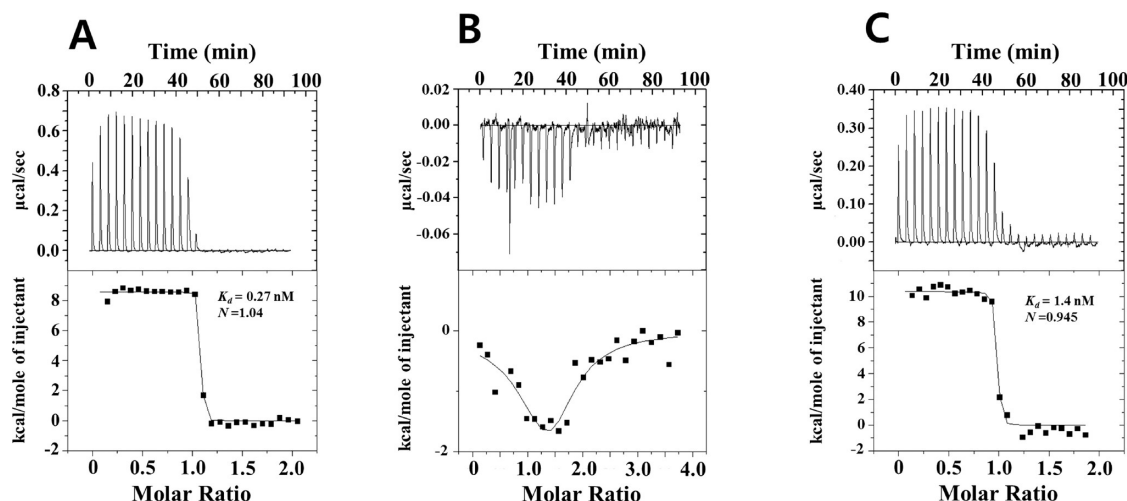 A
Time (min)
0 20 40 60 80 100
0.8
0.6
0.4
0.2
0.0
µcal/sec
8
6
4
2
0
-2
kcal/mole of injectant
Kd = 0.27 nM
N =1.04
0 0.5 1.0 1.5 2.0
Molar Ratio
B
Time (min)
0 10 20 30 40 50 60 70 80 90 100
0.02
0.00
-0.02
-0.04
-0.06
µcal/sec
0
-2
kcal/mole of injectant
0 1.0 2.0 3.0 4.0
Molar Ratio
C
Time (min)
0 20 40 60 80 100
0.40
0.30
0.20
0.10
0.00
µcal/sec
10
8
6
4
2
0
-2
kcal/mole of injectant
Kd = 1.4 nM
N =0.945
0 0.5 1.0 1.5 2.0
Molar Ratio